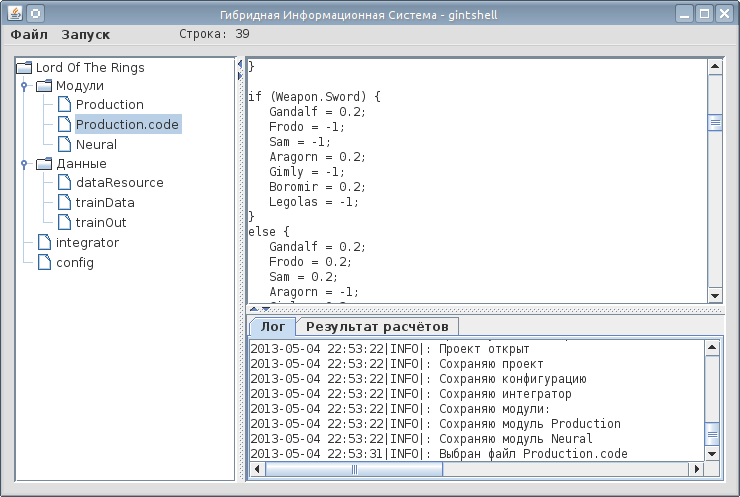 Гибридная Информационная Система - gintshell
Файл Запуск Строка: 39
Lord Of The Rings
Модули
Production
Production.code
Neural
Данные
dataResource
trainData
trainOut
integrator
config
}
if (Weapon.Sword) {
Gandalf = 0.2;
Frodo = -1;
Sam = -1;
Aragorn = 0.2;
Gimly = -1;
Boromir = 0.2;
Legolas = -1;
}
else {
Gandalf = 0.2;
Frodo = 0.2;
Sam = 0.2;
Aragorn = -1;
Лог Результат расчётов
2013-05-04 22:53:22|INFO|: Проект открыт
2013-05-04 22:53:22|INFO|: Сохраняю проект
2013-05-04 22:53:22|INFO|: Сохраняю конфигурацию
2013-05-04 22:53:22|INFO|: Сохраняю интегратор
2013-05-04 22:53:22|INFO|: Сохраняю модули:
2013-05-04 22:53:22|INFO|: Сохраняю модуль Production
2013-05-04 22:53:22|INFO|: Сохраняю модуль Neural
2013-05-04 22:53:31|INFO|: Выбран файл Production.code